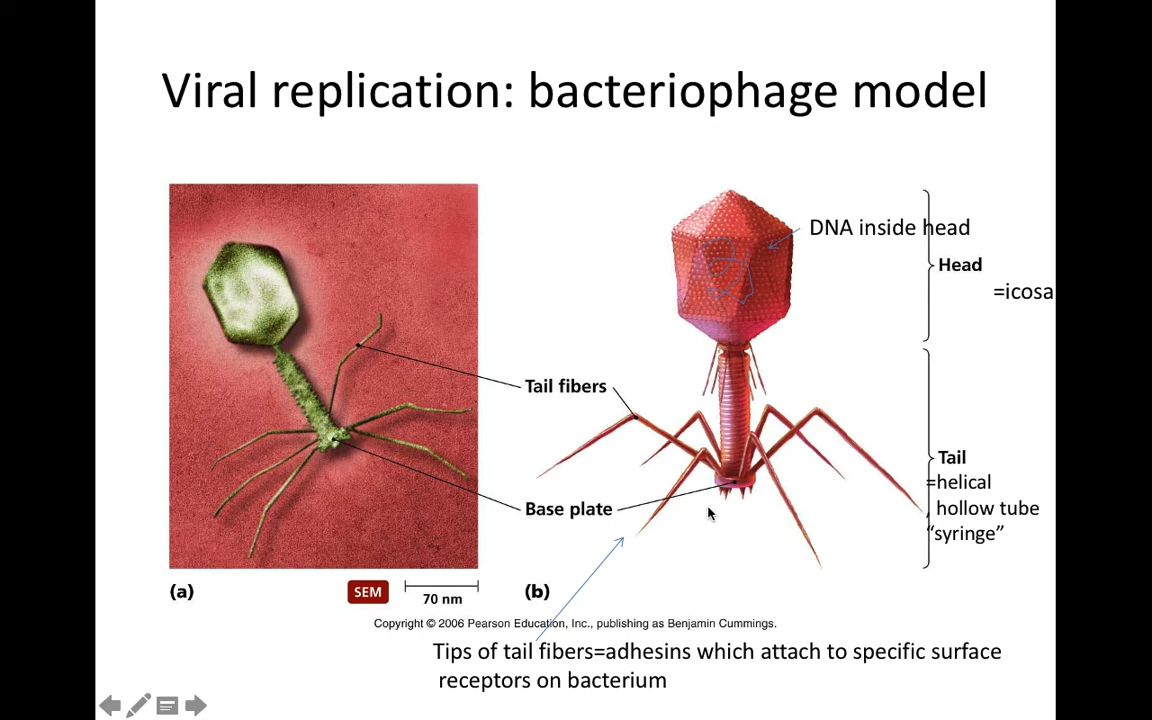 Viral replication: bacteriophage model
DNA inside head
Head
=icosa
Tail fibers
Tail
=helical
, hollow tube
“syringe”
Base plate
(a)
SEM
70 nm
(b)
Copyright © 2006 Pearson Education, Inc., publishing as Benjamin Cummings.
Tips of tail fibers=adhesins which attach to specific surface
receptors on bacterium